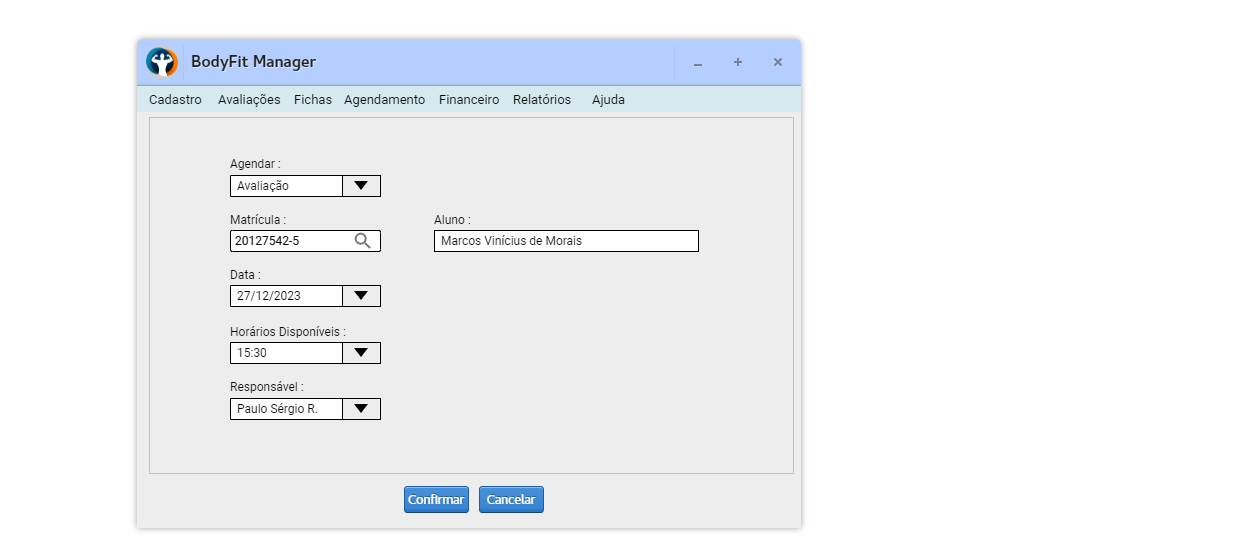 BodyFit Manager
Cadastro Avaliações Fichas Agendamento Financeiro Relatórios Ajuda
Agendar :
Avaliação
Matrícula : Aluno :
20127542-5 Marcos Vinícius de Morais
Data :
27/12/2023
Horários Disponíveis :
15:30
Responsável :
Paulo Sérgio R.
Confirmar Cancelar